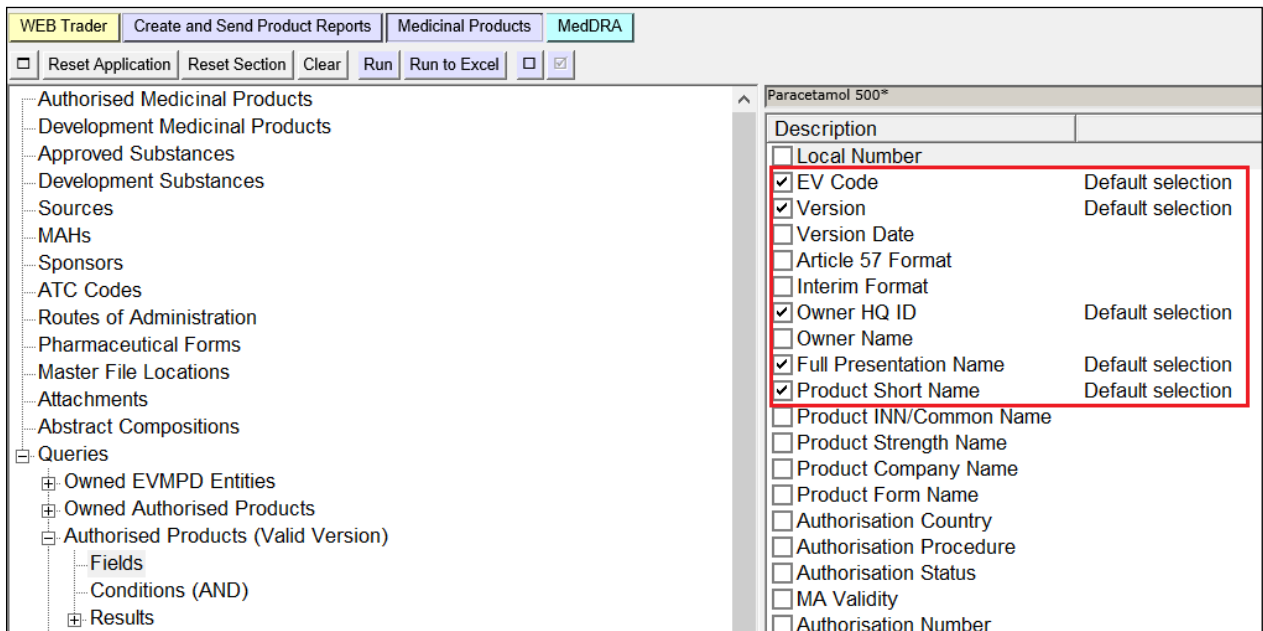 WEB Trader Create and Send Product Reports Medicinal Products MedDRA
Reset Application Reset Section Clear Run Run to Excel
Authorised Medicinal Products
Development Medicinal Products
Approved Substances
Development Substances
Sources
MAHs
Sponsors
ATC Codes
Routes of Administration
Pharmaceutical Forms
Master File Locations
Attachments
Abstract Compositions
Queries
Owned EVMPD Entities
Owned Authorised Products
Authorised Products (Valid Version)
Fields
Conditions (AND)
Results
Paracetamol 500*
Description
Local Number
EV Code Default selection
Version Default selection
Version Date
Article 57 Format
Interim Format
Owner HQ ID Default selection
Owner Name
Full Presentation Name Default selection
Product Short Name Default selection
Product INN/Common Name
Product Strength Name
Product Company Name
Product Form Name
Authorisation Country
Authorisation Procedure
Authorisation Status
MA Validity
Authorisation Number